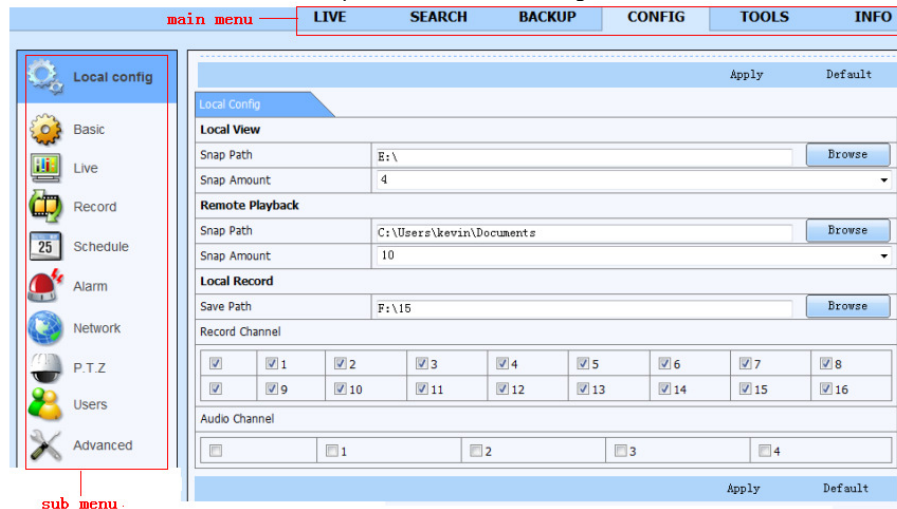 main menu LIVE SEARCH BACKUP CONFIG TOOLS INFO
Local config
Basic
Live
Record
25 Schedule
Alarm
Network
P.T.Z
Users
Advanced
sub menu
Apply Default
Local Config
Local View
Snap Path E:\ Browse
Snap Amount 4
Remote Playback
Snap Path C:\Users\kevin\Documents Browse
Snap Amount 10
Local Record
Save Path F:\15 Browse
Record Channel
1 2 3 4 5 6 7 8
9 10 11 12 13 14 15 16
Audio Channel
1 2 3 4
Apply Default